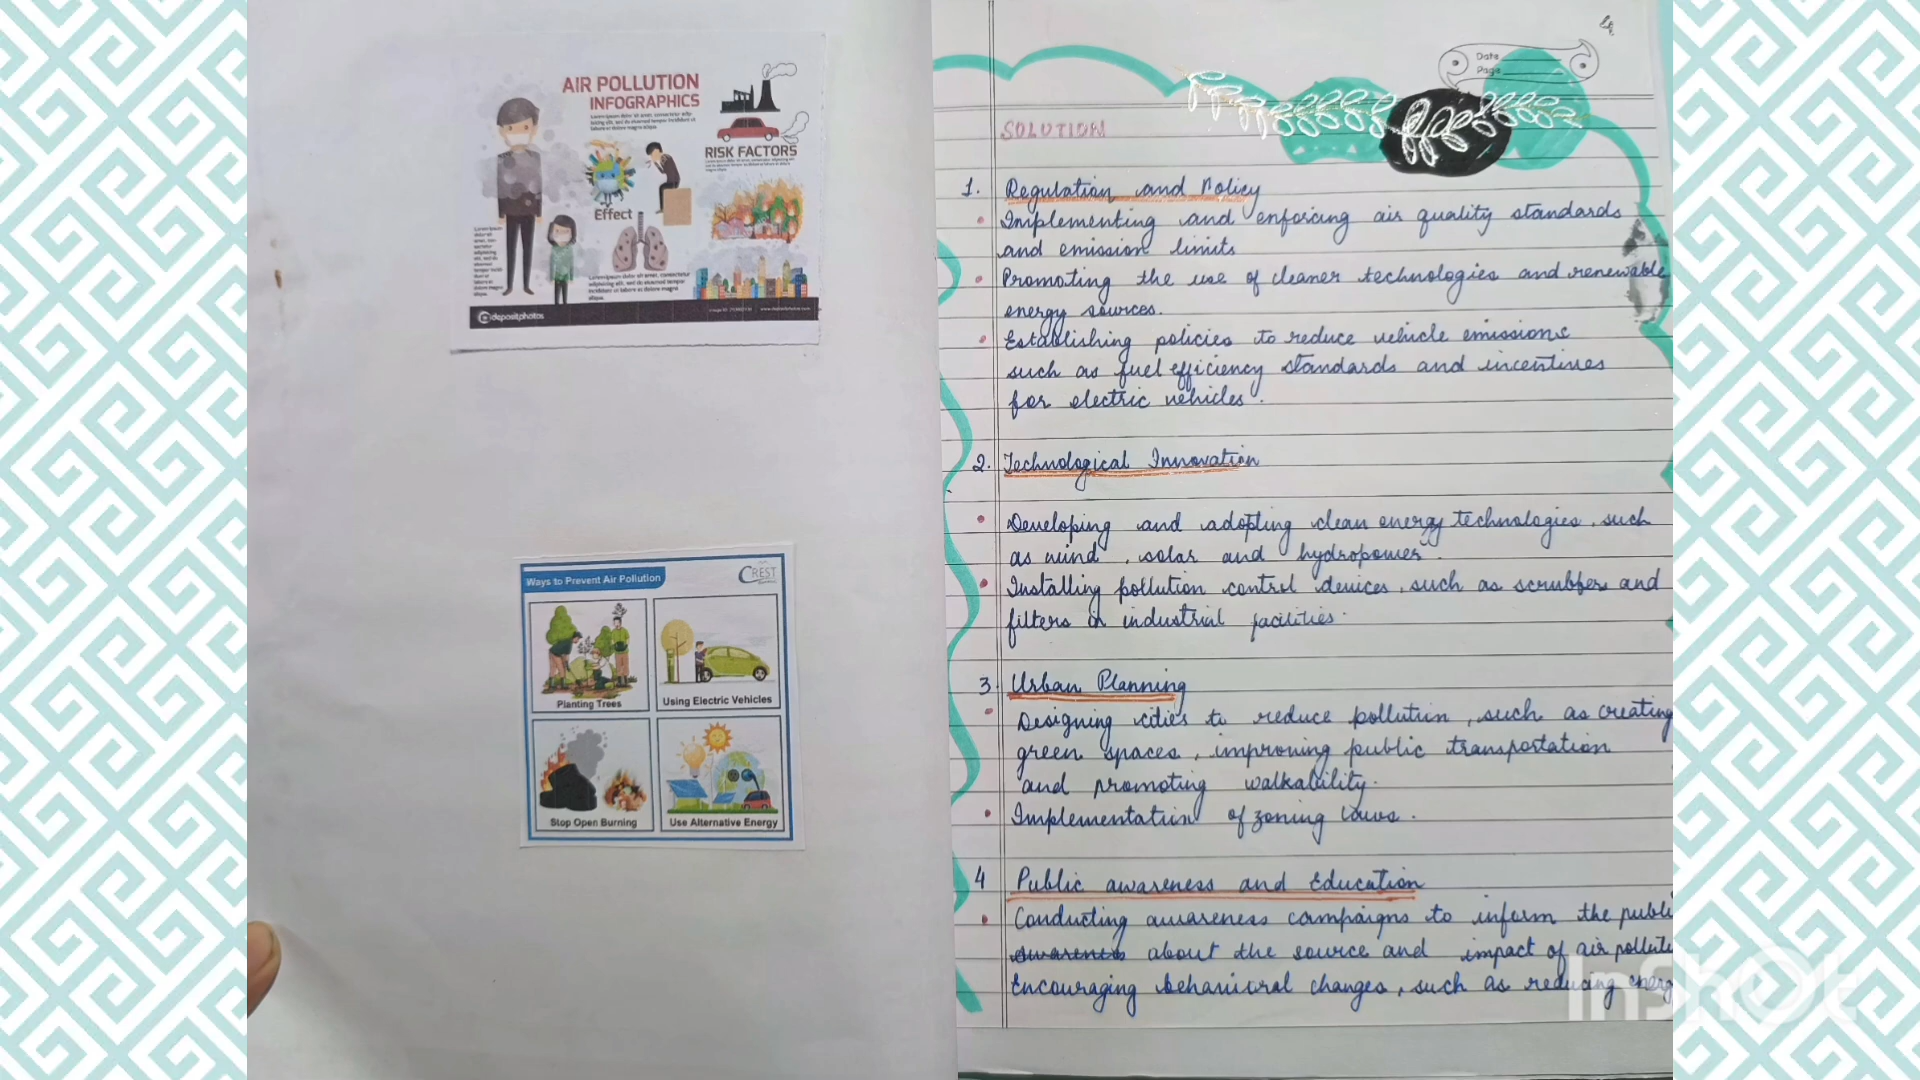 AIR POLLUTION
INFOGRAPHICS
RISK FACTORS
Effect
depositphotos
Ways to Prevent Air Pollution
CREST
Planting Trees
Using Electric Vehicles
Stop Open Burning
Use Alternative Energy
Date
Page
SOLUTION
1. Regulation and Policy
• Implementing and enforcing air quality standards
and emission limits
• Promoting the use of cleaner technologies and renewable
energy sources.
• Establishing policies to reduce vehicle emissions
such as fuel efficiency standards and incentives
for electric vehicles.
2. Technological Innovation
• Developing and adopting clean energy technologies, such
as wind, solar and hydropower.
• Installing pollution control devices, such as scrubbers and
filters in industrial facilities.
3. Urban Planning
• Designing cities to reduce pollution, such as creating
green spaces, improving public transportation
and promoting walkability.
• Implementation of zoning laws.
4 Public awareness and Education
• Conducting awareness campaigns to inform the publi
about the source and impact of air polluti
Encouraging behavioral changes, such as reducing energ
InShOt